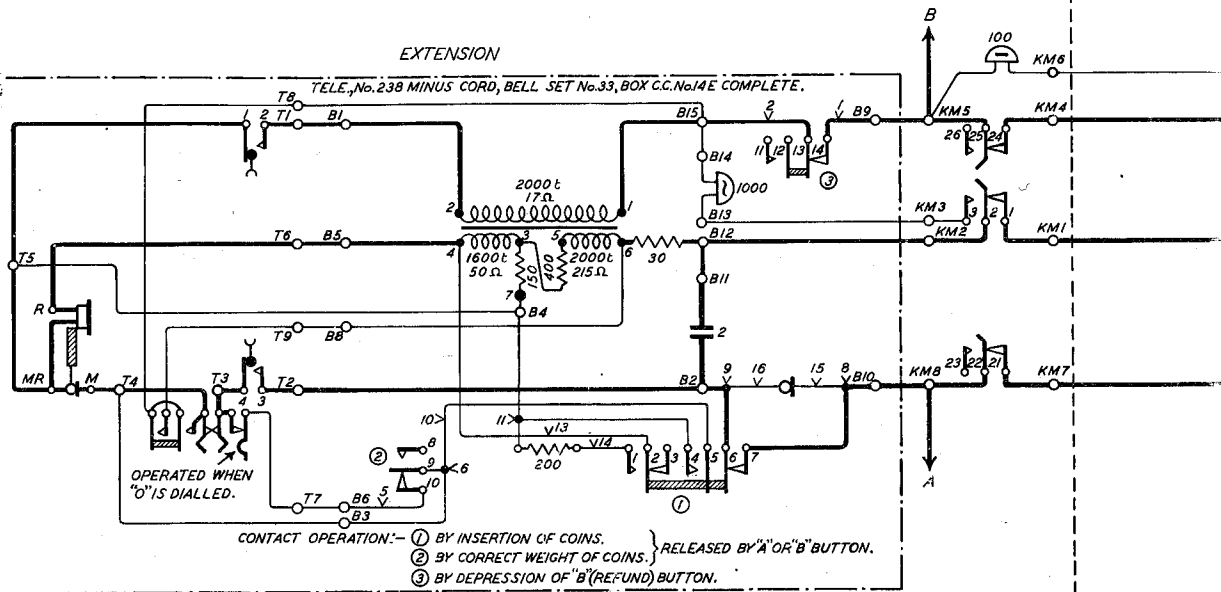 B
100
KM6
EXTENSION
TELE., No. 238 MINUS CORD, BELL SET No. 33, BOX C.C. No 14 E COMPLETE.
T8
1 2 T1 B1
B15
2 1 B9
KM5
KM4
26 25 24
11 12 13 14
3
B14
1000
2000 t
17Ω
2 1
B13
KM3
3 2 1
T6 B5
4 3 5 6
1600 t
50 Ω
2000 t
215 Ω
150
400
30
B12
KM2
KM1
T5
B11
7
B4
R
T9 B8
2
23 22 21
MR M T4
T3
4 3
T2
B2
9 16 15 8 B10
KM8
KM7
10
11
13
14
200
1 2 3 4 5 6 7
1
OPERATED WHEN
"O" IS DIALLED.
2
8
9
10
6
T7 B6 5
B3
A
CONTACT OPERATION:- 1 BY INSERTION OF COINS.
2 BY CORRECT WEIGHT OF COINS. } RELEASED BY "A" OR "B" BUTTON.
3 BY DEPRESSION OF "B" (REFUND) BUTTON.